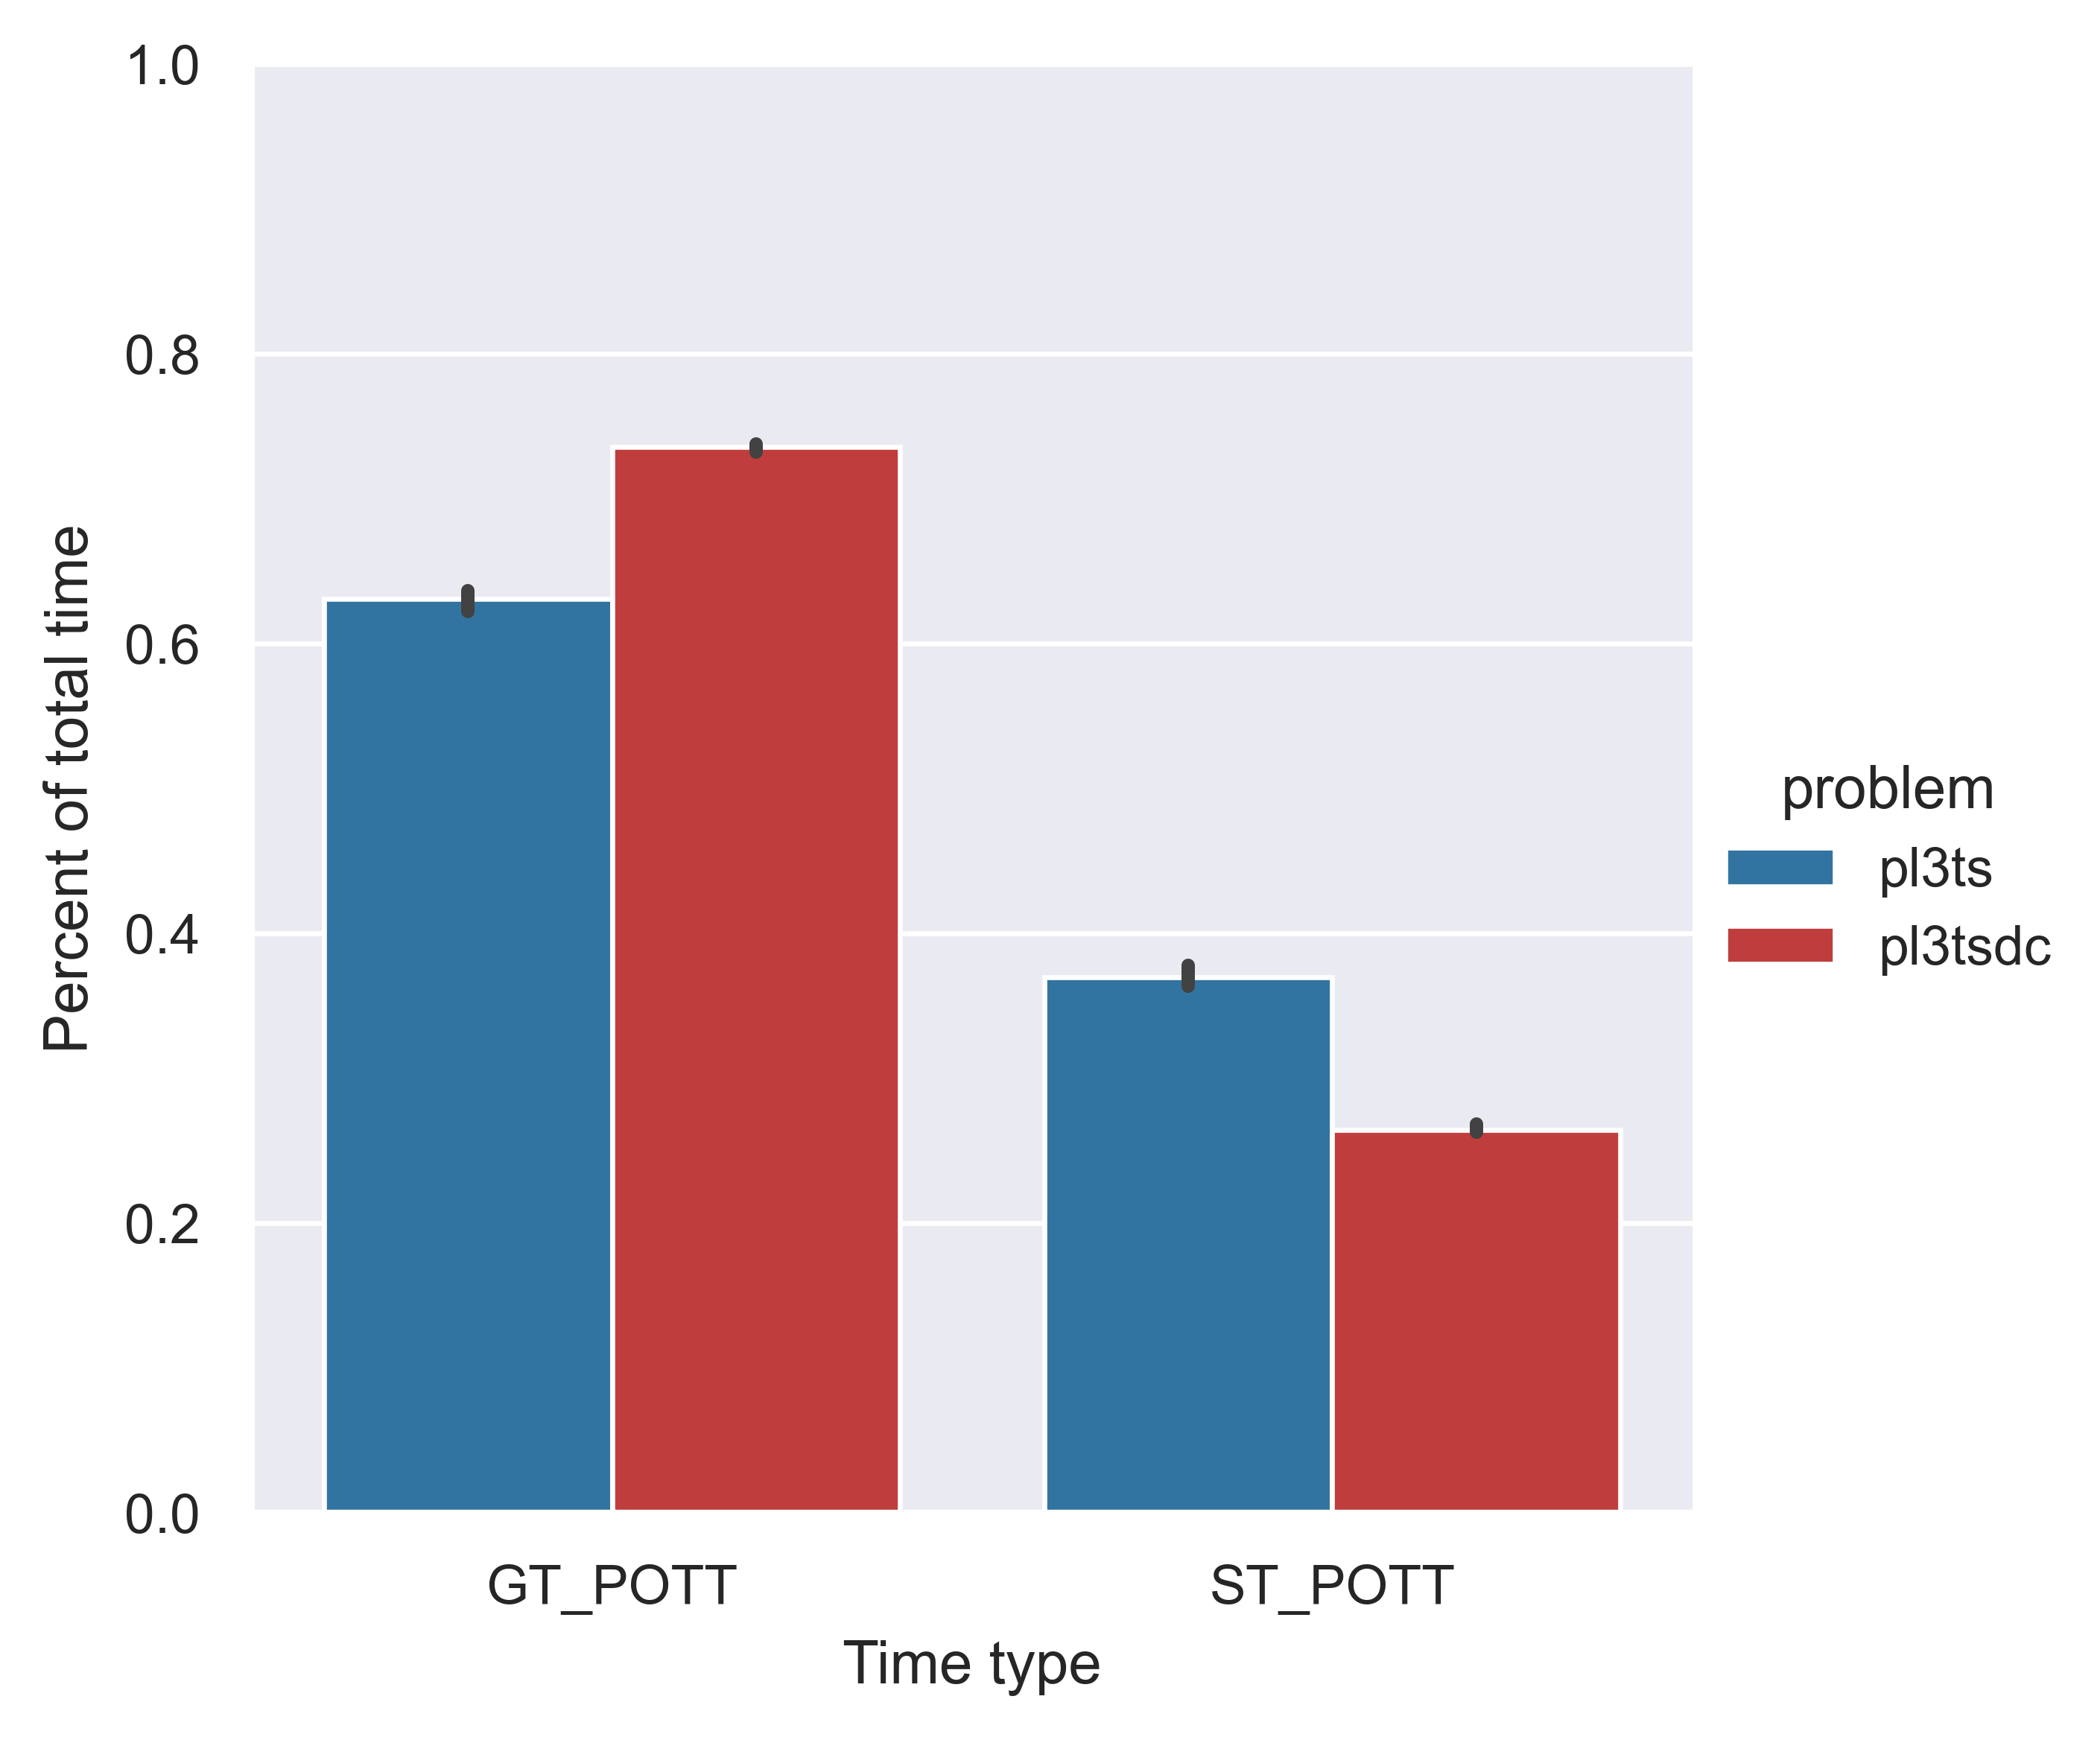 Percent of total time
1.0
0.8
0.6
0.4
0.2
0.0
GT_POTT
ST_POTT
Time type
problem
pl3ts
pl3tsdc